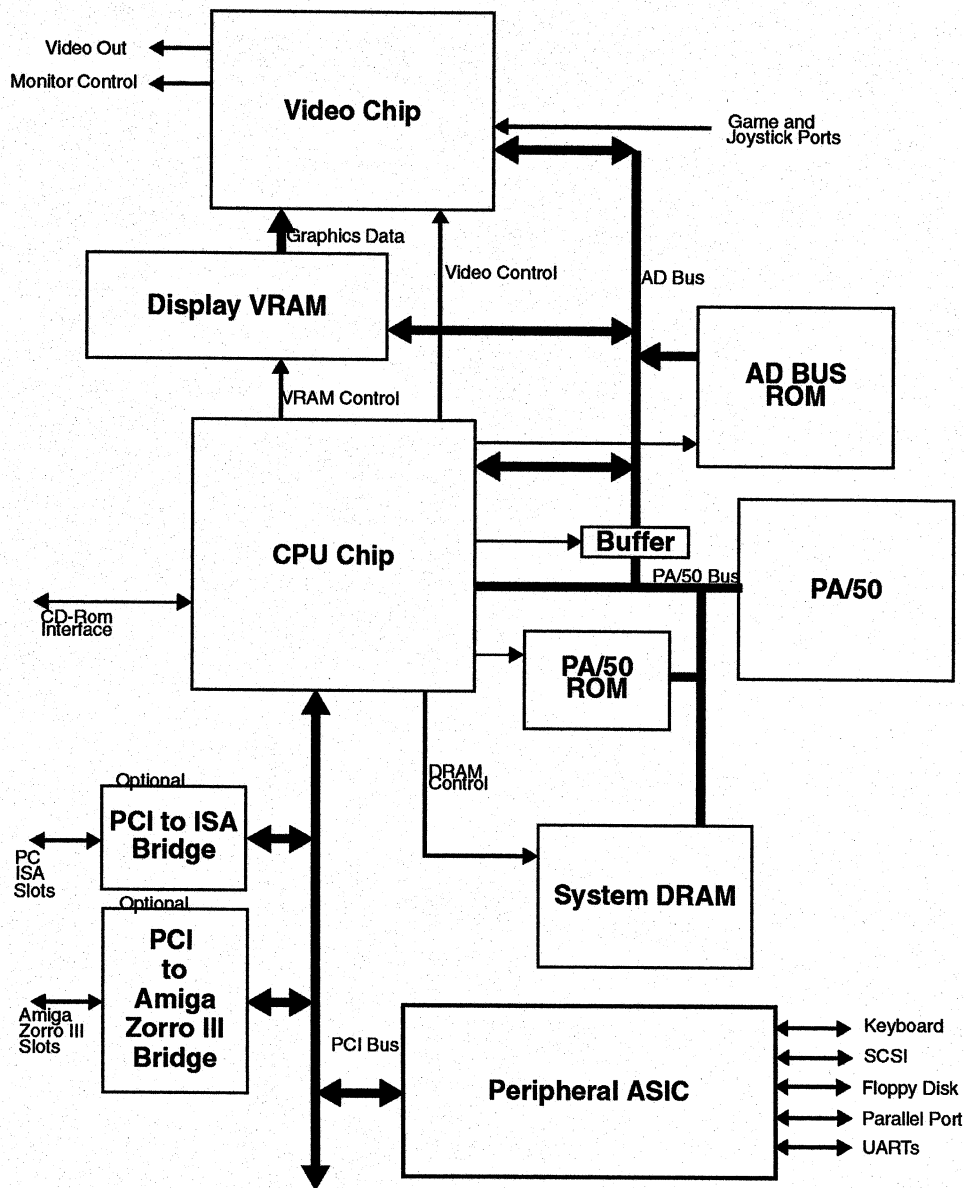 Video Out
Monitor Control
Video Chip
Game and
Joystick Ports
Graphics Data
Video Control
AD Bus
Display VRAM
VRAM Control
AD BUS
ROM
CPU Chip
Buffer
PA/50 Bus
PA/50
CD-Rom
Interface
PA/50
ROM
DRAM
Control
Optional
PCI to ISA
Bridge
PC
ISA
Slots
System DRAM
Optional
PCI
to
Amiga
Zorro III
Bridge
Amiga
Zorro III
Slots
PCI Bus
Peripheral ASIC
Keyboard
SCSI
Floppy Disk
Parallel Port
UARTs